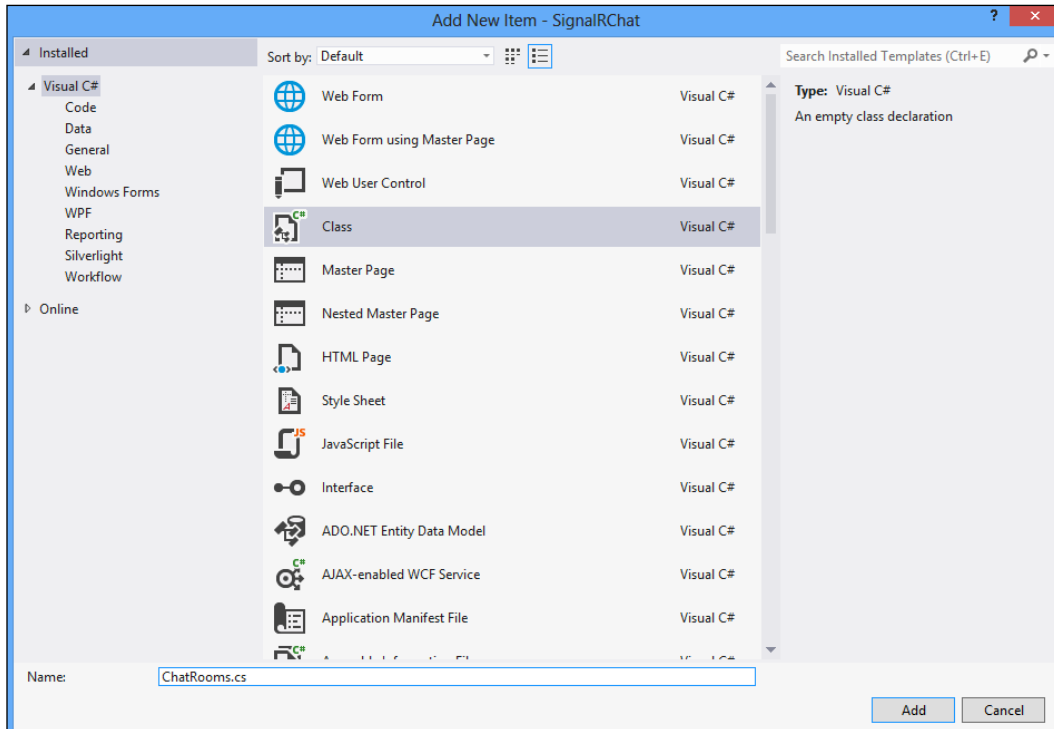 Add New Item - SignalRChat
?
Installed
Sort by: Default
Search Installed Templates (Ctrl+E)
Visual C#
Code
Data
General
Web
Windows Forms
WPF
Reporting
Silverlight
Workflow
Online
Web Form Visual C#
Web Form using Master Page Visual C#
Web User Control Visual C#
C# Class Visual C#
Master Page Visual C#
Nested Master Page Visual C#
HTML Page Visual C#
Style Sheet Visual C#
JS JavaScript File Visual C#
Interface Visual C#
ADO.NET Entity Data Model Visual C#
C# AJAX-enabled WCF Service Visual C#
Application Manifest File Visual C#
C#
Type: Visual C#
An empty class declaration
Name: ChatRooms.cs
Add Cancel